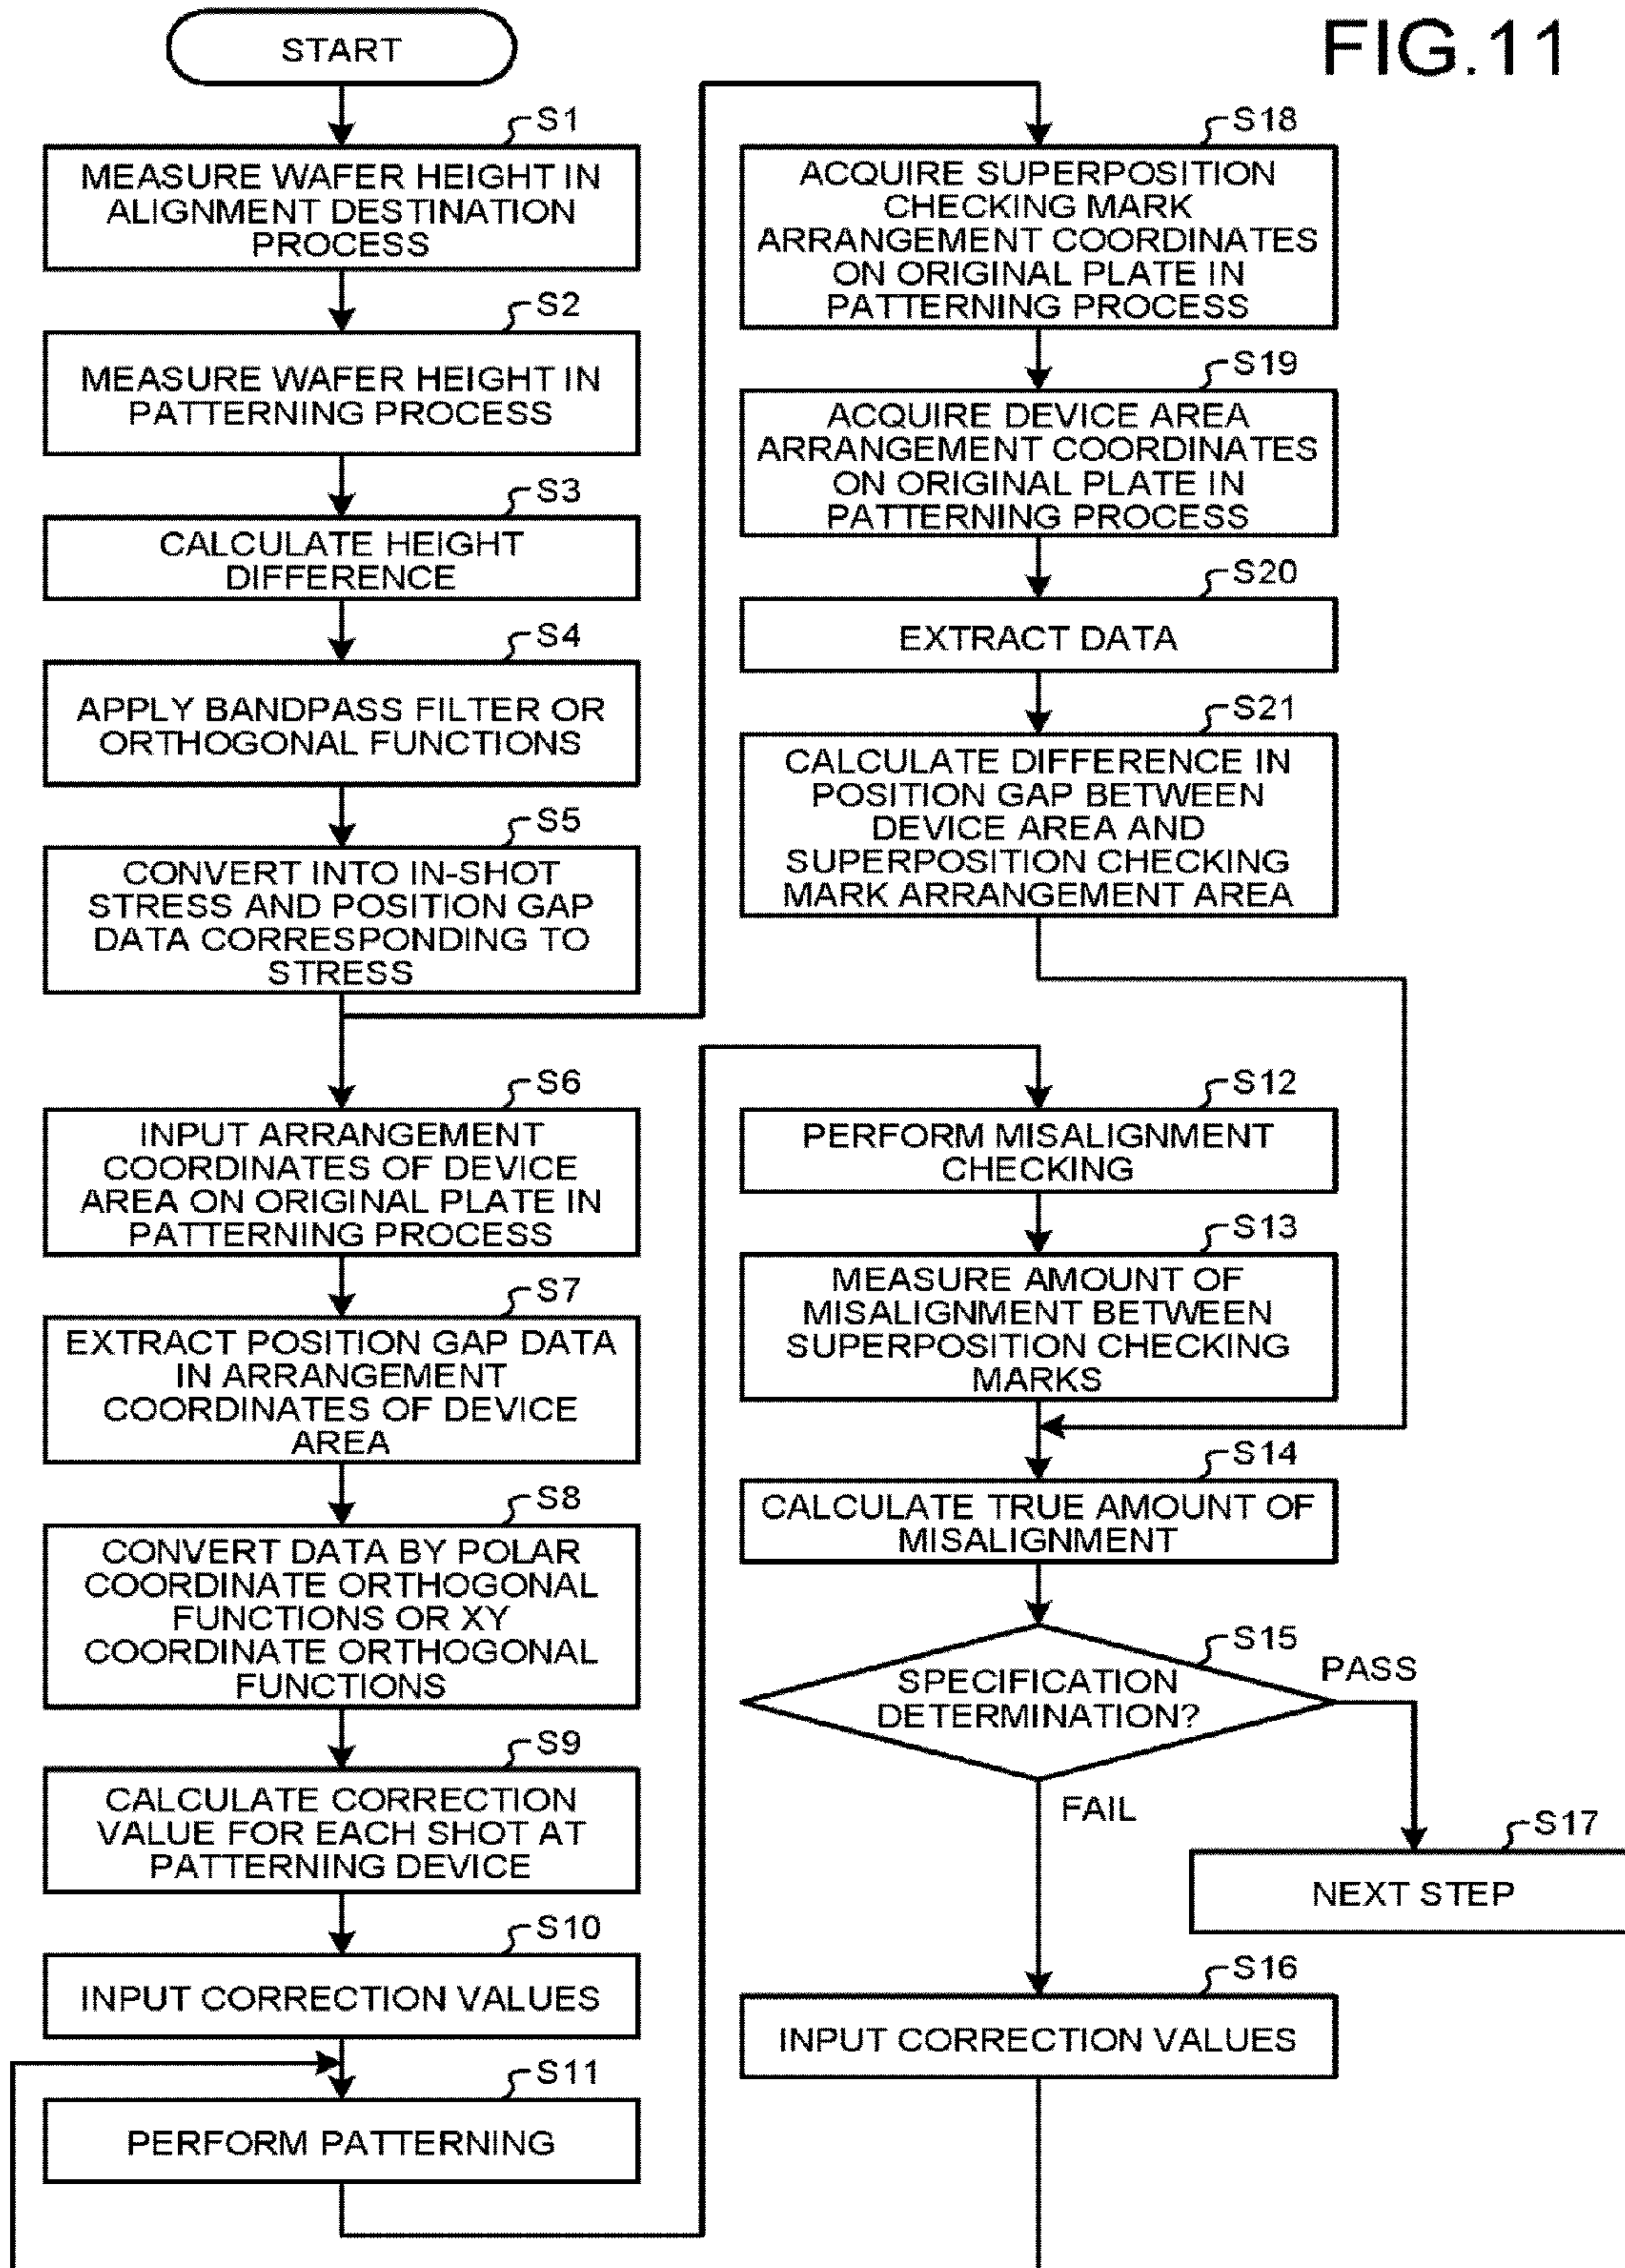 FIG.11
START
S1
MEASURE WAFER HEIGHT IN
ALIGNMENT DESTINATION
PROCESS
S2
MEASURE WAFER HEIGHT IN
PATTERNING PROCESS
S3
CALCULATE HEIGHT
DIFFERENCE
S4
APPLY BANDPASS FILTER OR
ORTHOGONAL FUNCTIONS
S5
CONVERT INTO IN-SHOT
STRESS AND POSITION GAP
DATA CORRESPONDING TO
STRESS
S6
INPUT ARRANGEMENT
COORDINATES OF DEVICE
AREA ON ORIGINAL PLATE IN
PATTERNING PROCESS
S7
EXTRACT POSITION GAP DATA
IN ARRANGEMENT
COORDINATES OF DEVICE
AREA
S8
CONVERT DATA BY POLAR
COORDINATE ORTHOGONAL
FUNCTIONS OR XY
COORDINATE ORTHOGONAL
FUNCTIONS
S9
CALCULATE CORRECTION
VALUE FOR EACH SHOT AT
PATTERNING DEVICE
S10
INPUT CORRECTION VALUES
S11
PERFORM PATTERNING
S18
ACQUIRE SUPERPOSITION
CHECKING MARK
ARRANGEMENT COORDINATES
ON ORIGINAL PLATE IN
PATTERNING PROCESS
S19
ACQUIRE DEVICE AREA
ARRANGEMENT COORDINATES
ON ORIGINAL PLATE IN
PATTERNING PROCESS
S20
EXTRACT DATA
S21
CALCULATE DIFFERENCE IN
POSITION GAP BETWEEN
DEVICE AREA AND
SUPERPOSITION CHECKING
MARK ARRANGEMENT AREA
S12
PERFORM MISALIGNMENT
CHECKING
S13
MEASURE AMOUNT OF
MISALIGNMENT BETWEEN
SUPERPOSITION CHECKING
MARKS
S14
CALCULATE TRUE AMOUNT OF
MISALIGNMENT
S15
SPECIFICATION
DETERMINATION?
PASS
FAIL
S17
NEXT STEP
S16
INPUT CORRECTION VALUES